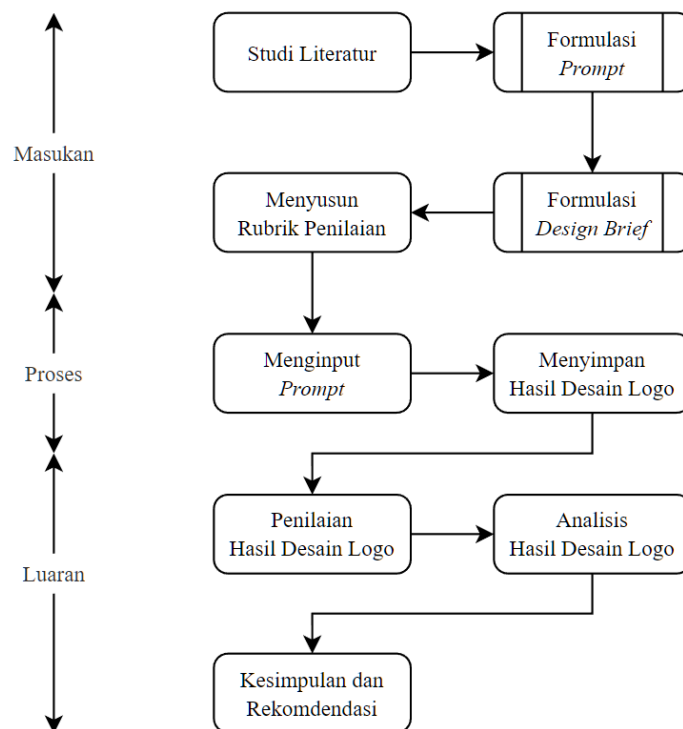 Studi Literatur
Formulasi
Prompt
Masukan
Menyusun
Rubrik Penilaian
Formulasi
Design Brief
Proses
Menginput
Prompt
Menyimpan
Hasil Desain Logo
Luaran
Penilaian
Hasil Desain Logo
Analisis
Hasil Desain Logo
Kesimpulan dan
Rekomdendasi